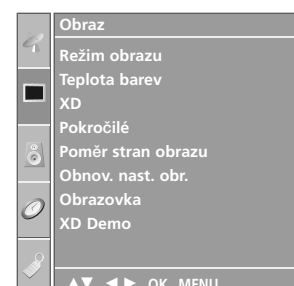 Obraz
Režim obrazu
Teplota barev
XD
Pokročilé
Poměr stran obrazu
Obnov. nast. obr.
Obrazovka
XD Demo
▲▼ ◄ ► OK MENU